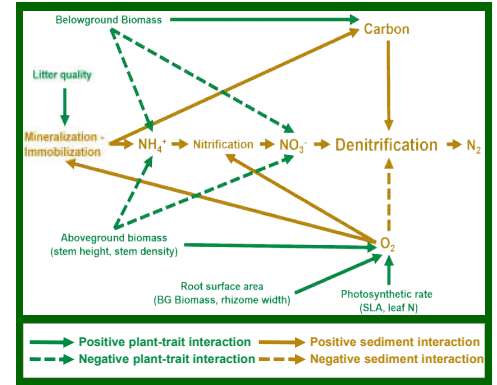 Belowground Biomass
Carbon
Litter quality
Mineralization -
Immobilization
NH4+
Nitrification
NO3-
Denitrification
N2
Aboveground biomass
(stem height, stem density)
O2
Root surface area
(BG Biomass, rhizome width)
Photosynthetic rate
(SLA, leaf N)
Positive plant-trait interaction
Positive sediment interaction
Negative plant-trait interaction
Negative sediment interaction